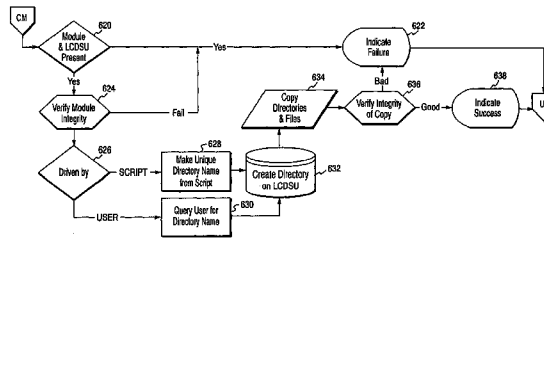 CM
620
Module
& LCDSU
Present
Yes
Yes
622
Indicate
Failure
624
Verify Module
Integrity
Fail
634
Copy
Directories
& Files
Bad
636
Verify Integrity
of Copy
Good
638
Indicate
Success
U
626
Driven by
SCRIPT
628
Make Unique
Directory Name
from Script
632
Create Directory
on LCDSU
USER
630
Query User for
Directory Name